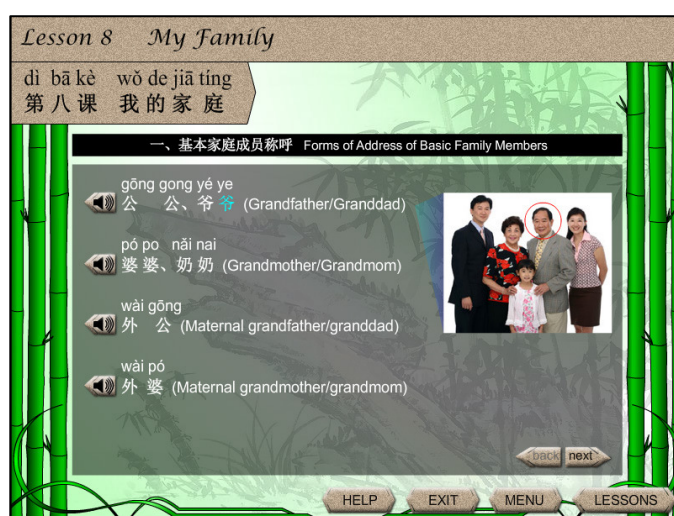 Lesson 8 My Family
dì bā kè wǒ de jiā tíng
第八课 我的家庭
一、基本家庭成员称呼 Forms of Address of Basic Family Members
gōng gong yé ye
公公、爷爷 (Grandfather/Granddad)
pó po nǎi nai
婆婆、奶奶 (Grandmother/Grandmom)
wài gōng
外公 (Maternal grandfather/granddad)
wài pó
外婆 (Maternal grandmother/grandmom)
back next
HELP EXIT MENU LESSONS